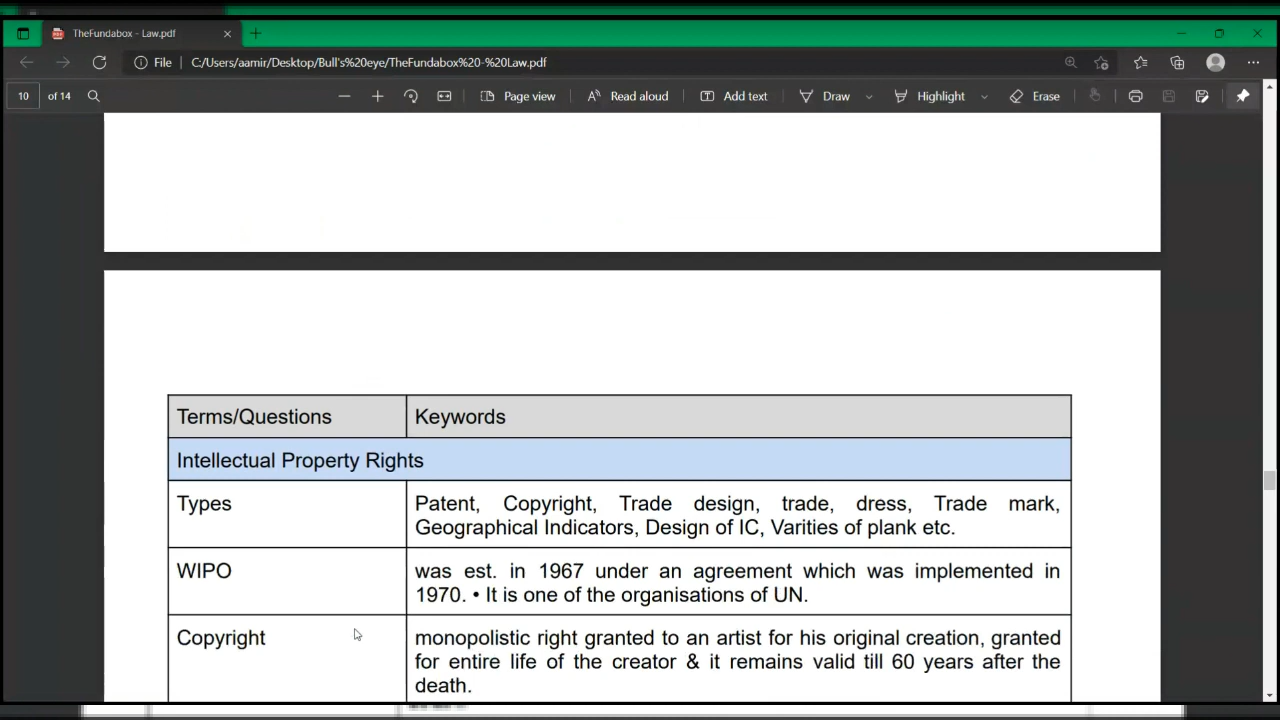 TheFundabox - Law.pdf
File C:/Users/aamir/Desktop/Bull's%20eye/TheFundabox%20-%20Law.pdf
10 of 14 Page view Read aloud Add text Draw Highlight Erase
Terms/Questions Keywords
Intellectual Property Rights
Types Patent, Copyright, Trade design, trade, dress, Trade mark,
Geographical Indicators, Design of IC, Varities of plank etc.
WIPO was est. in 1967 under an agreement which was implemented in
1970. • It is one of the organisations of UN.
Copyright monopolistic right granted to an artist for his original creation, granted
for entire life of the creator & it remains valid till 60 years after the
death.